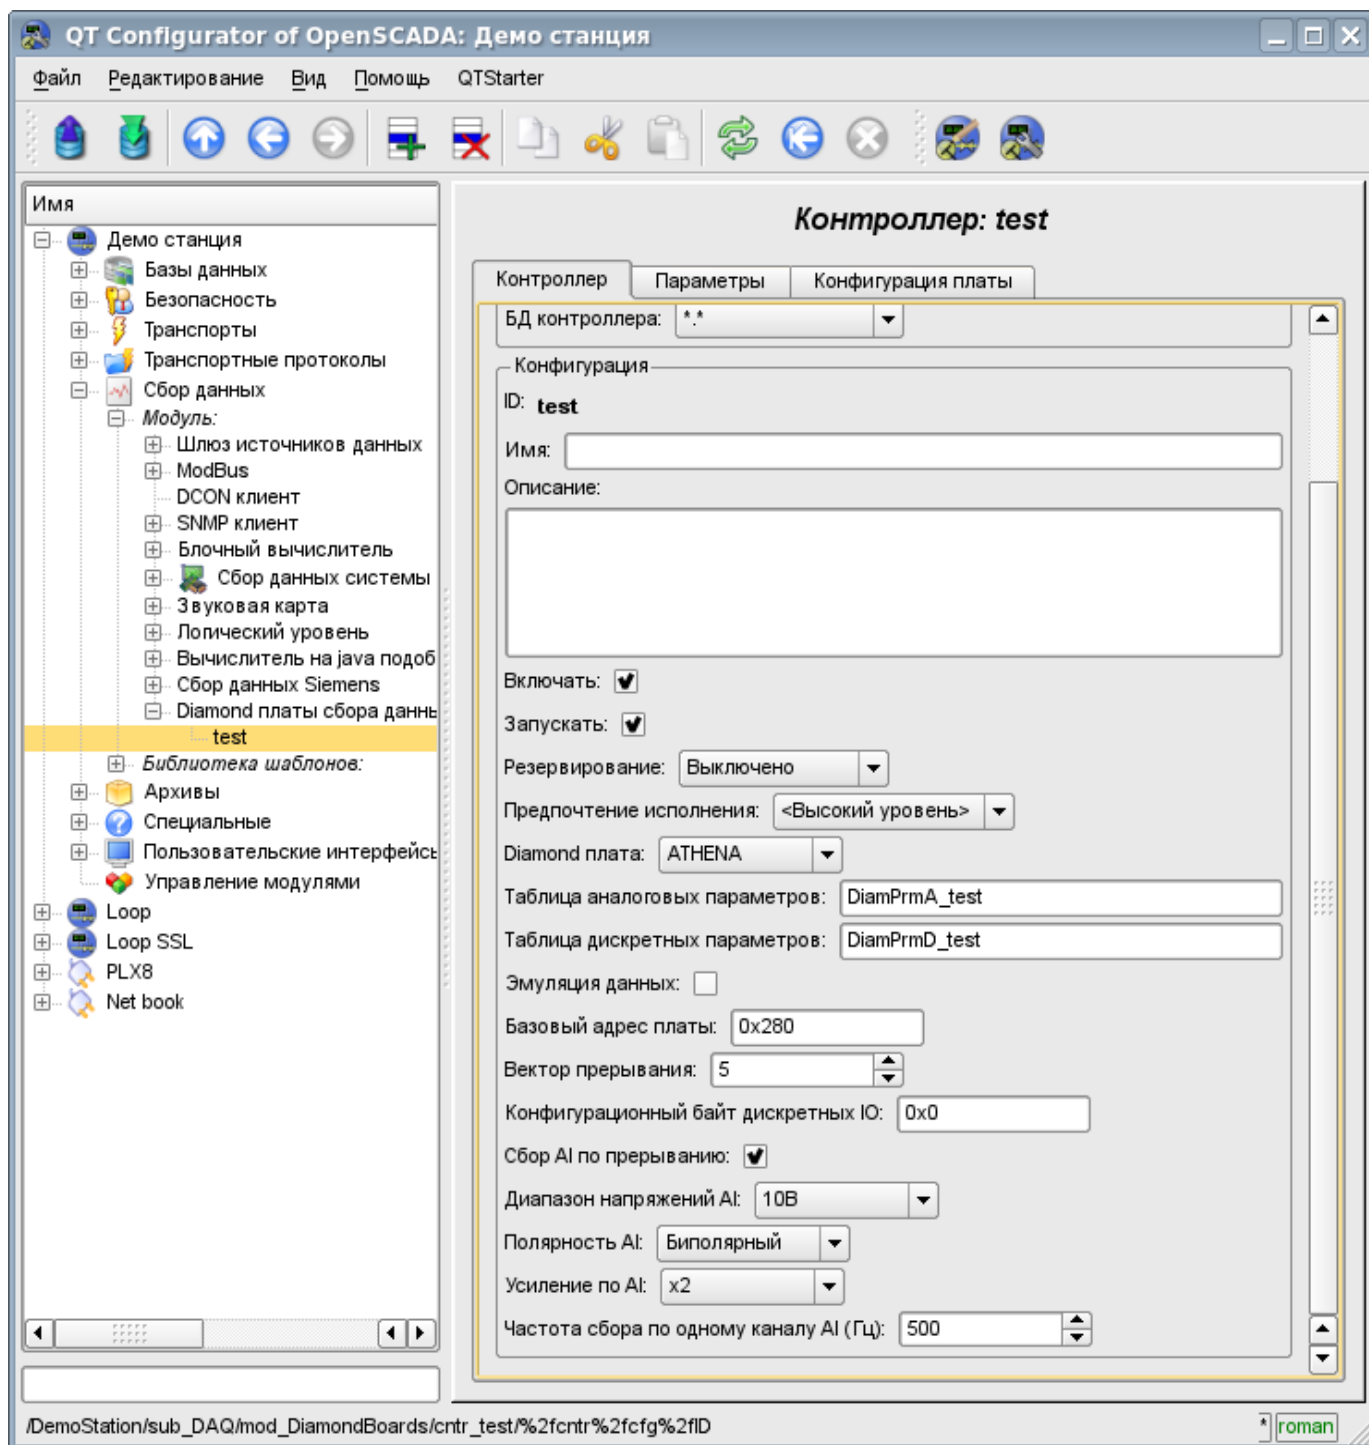 QT Configurator of OpenSCADA: Демо станция
Файл Редактирование Вид Помощь QTStarter
Имя
Демо станция
Базы данных
Безопасность
Транспорты
Транспортные протоколы
Сбор данных
Модуль:
Шлюз источников данных
ModBus
DCON клиент
SNMP клиент
Блочный вычислитель
Сбор данных системы
Звуковая карта
Логический уровень
Вычислитель на java подоб
Сбор данных Siemens
Diamond платы сбора данны
test
Библиотека шаблонов:
Архивы
Специальные
Пользовательские интерфейсы
Управление модулями
Loop
Loop SSL
PLX8
Net book
Контроллер: test
Контроллер Параметры Конфигурация платы
БД контроллера: *.*
Конфигурация
ID: test
Имя:
Описание:
Включать:
Запускать:
Резервирование: Выключено
Предпочтение исполнения: <Высокий уровень>
Diamond плата: ATHENA
Таблица аналоговых параметров: DiamPrmA_test
Таблица дискретных параметров: DiamPrmD_test
Эмуляция данных:
Базовый адрес платы: 0x280
Вектор прерывания: 5
Конфигурационный байт дискретных IO: 0x0
Сбор AI по прерыванию:
Диапазон напряжений AI: 10В
Полярность AI: Биполярный
Усиление по AI: x2
Частота сбора по одному каналу AI (Гц): 500
/DemoStation/sub_DAQ/mod_DiamondBoards/cntr_test/%2fcntr%2fcfg%2fID
* roman